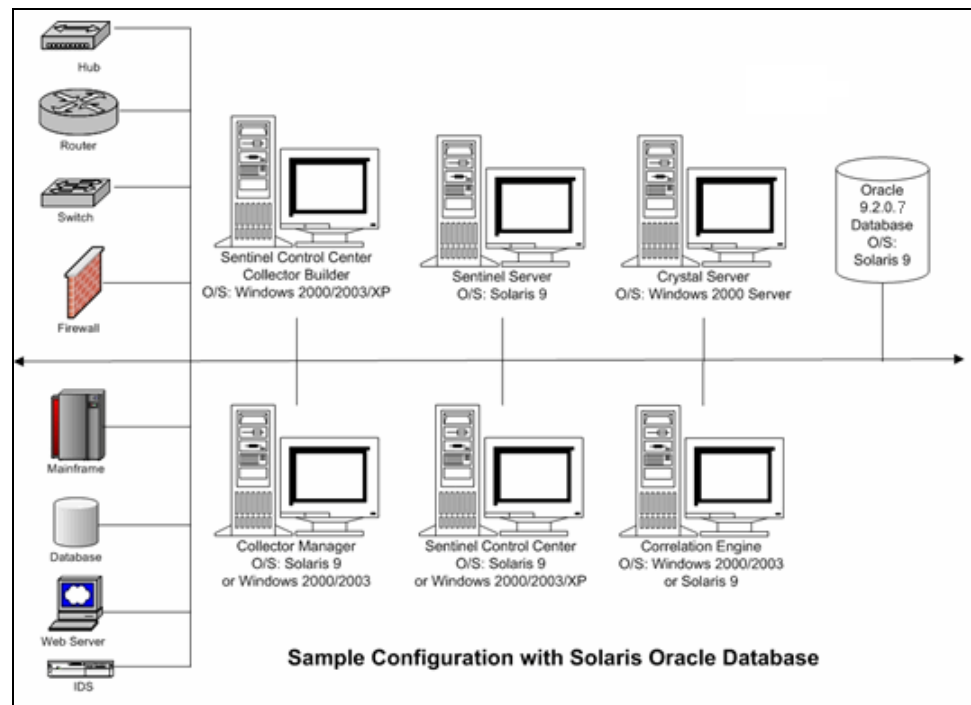 Hub
Router
Switch
Firewall
Mainframe
Database
Web Server
IDS
Sentinel Control Center
Collector Builder
O/S: Windows 2000/2003/XP
Sentinel Server
O/S: Solaris 9
Crystal Server
O/S: Windows 2000 Server
Oracle
9.2.0.7
Database
O/S:
Solaris 9
Collector Manager
O/S: Solaris 9
or Windows 2000/2003
Sentinel Control Center
O/S: Solaris 9
or Windows 2000/2003/XP
Correlation Engine
O/S: Windows 2000/2003
or Solaris 9
Sample Configuration with Solaris Oracle Database